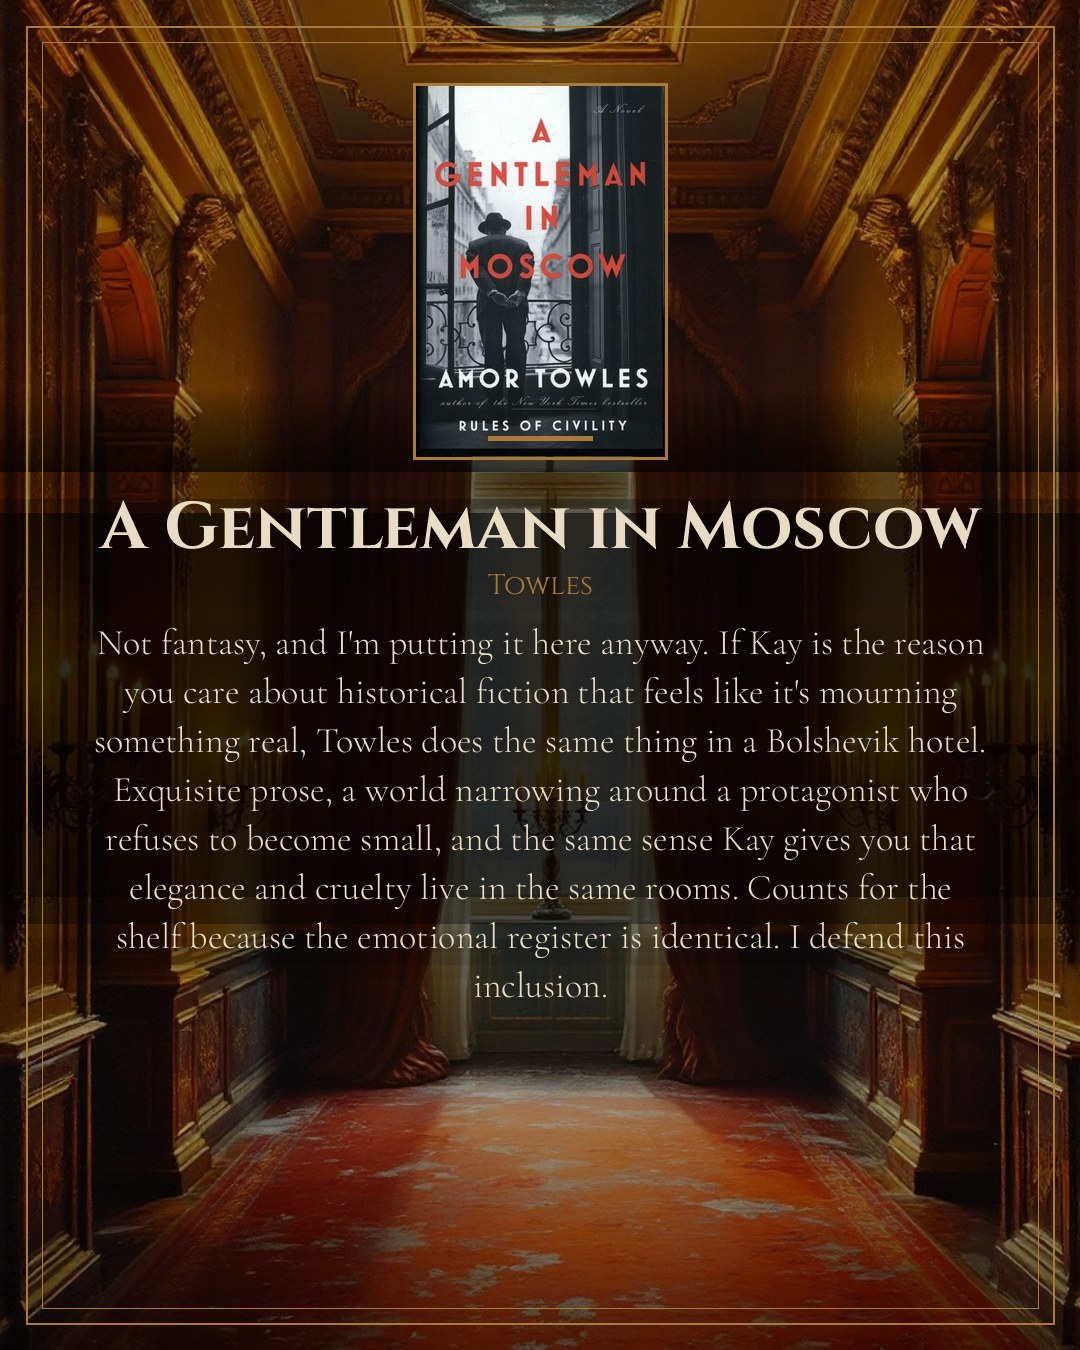 A Novel
A
GENTLEMAN
IN
MOSCOW
AMOR TOWLES
author of the New York Times bestseller
RULES OF CIVILITY
A Gentleman in Moscow
Towles
Not fantasy, and I'm putting it here anyway. If Kay is the reason
you care about historical fiction that feels like it's mourning
something real, Towles does the same thing in a Bolshevik hotel.
Exquisite prose, a world narrowing around a protagonist who
refuses to become small, and the same sense Kay gives you that
elegance and cruelty live in the same rooms. Counts for the
shelf because the emotional register is identical. I defend this
inclusion.